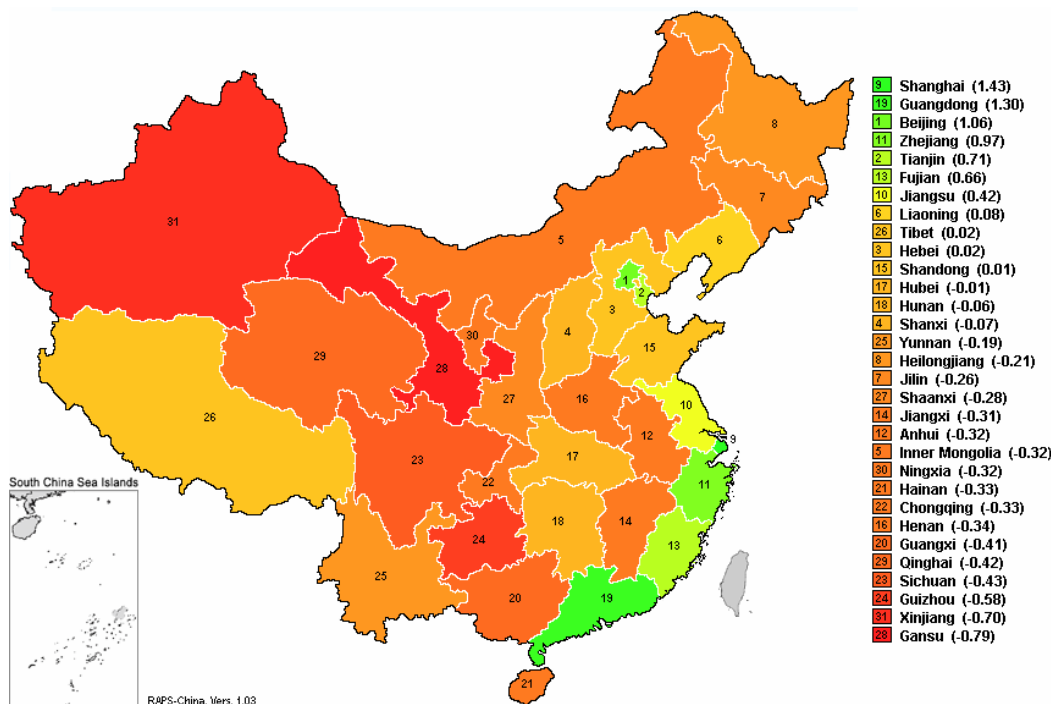 9 Shanghai (1.43)
19 Guangdong (1.30)
1 Beijing (1.06)
11 Zhejiang (0.97)
2 Tianjin (0.71)
13 Fujian (0.66)
10 Jiangsu (0.42)
6 Liaoning (0.08)
26 Tibet (0.02)
3 Hebei (0.02)
15 Shandong (0.01)
17 Hubei (-0.01)
18 Hunan (-0.06)
4 Shanxi (-0.07)
25 Yunnan (-0.19)
8 Heilongjiang (-0.21)
7 Jilin (-0.26)
27 Shaanxi (-0.28)
14 Jiangxi (-0.31)
12 Anhui (-0.32)
5 Inner Mongolia (-0.32)
30 Ningxia (-0.32)
21 Hainan (-0.33)
22 Chongqing (-0.33)
16 Henan (-0.34)
20 Guangxi (-0.41)
29 Qinghai (-0.42)
23 Sichuan (-0.43)
24 Guizhou (-0.58)
31 Xinjiang (-0.70)
28 Gansu (-0.79)
8
7
31
5
6
1
2
3
30
4
15
29
28
27
16
10
26
12
9
23
17
22
11
18
14
24
13
25
20
19
21
South China Sea Islands
RAPS-China, Vers. 1.03